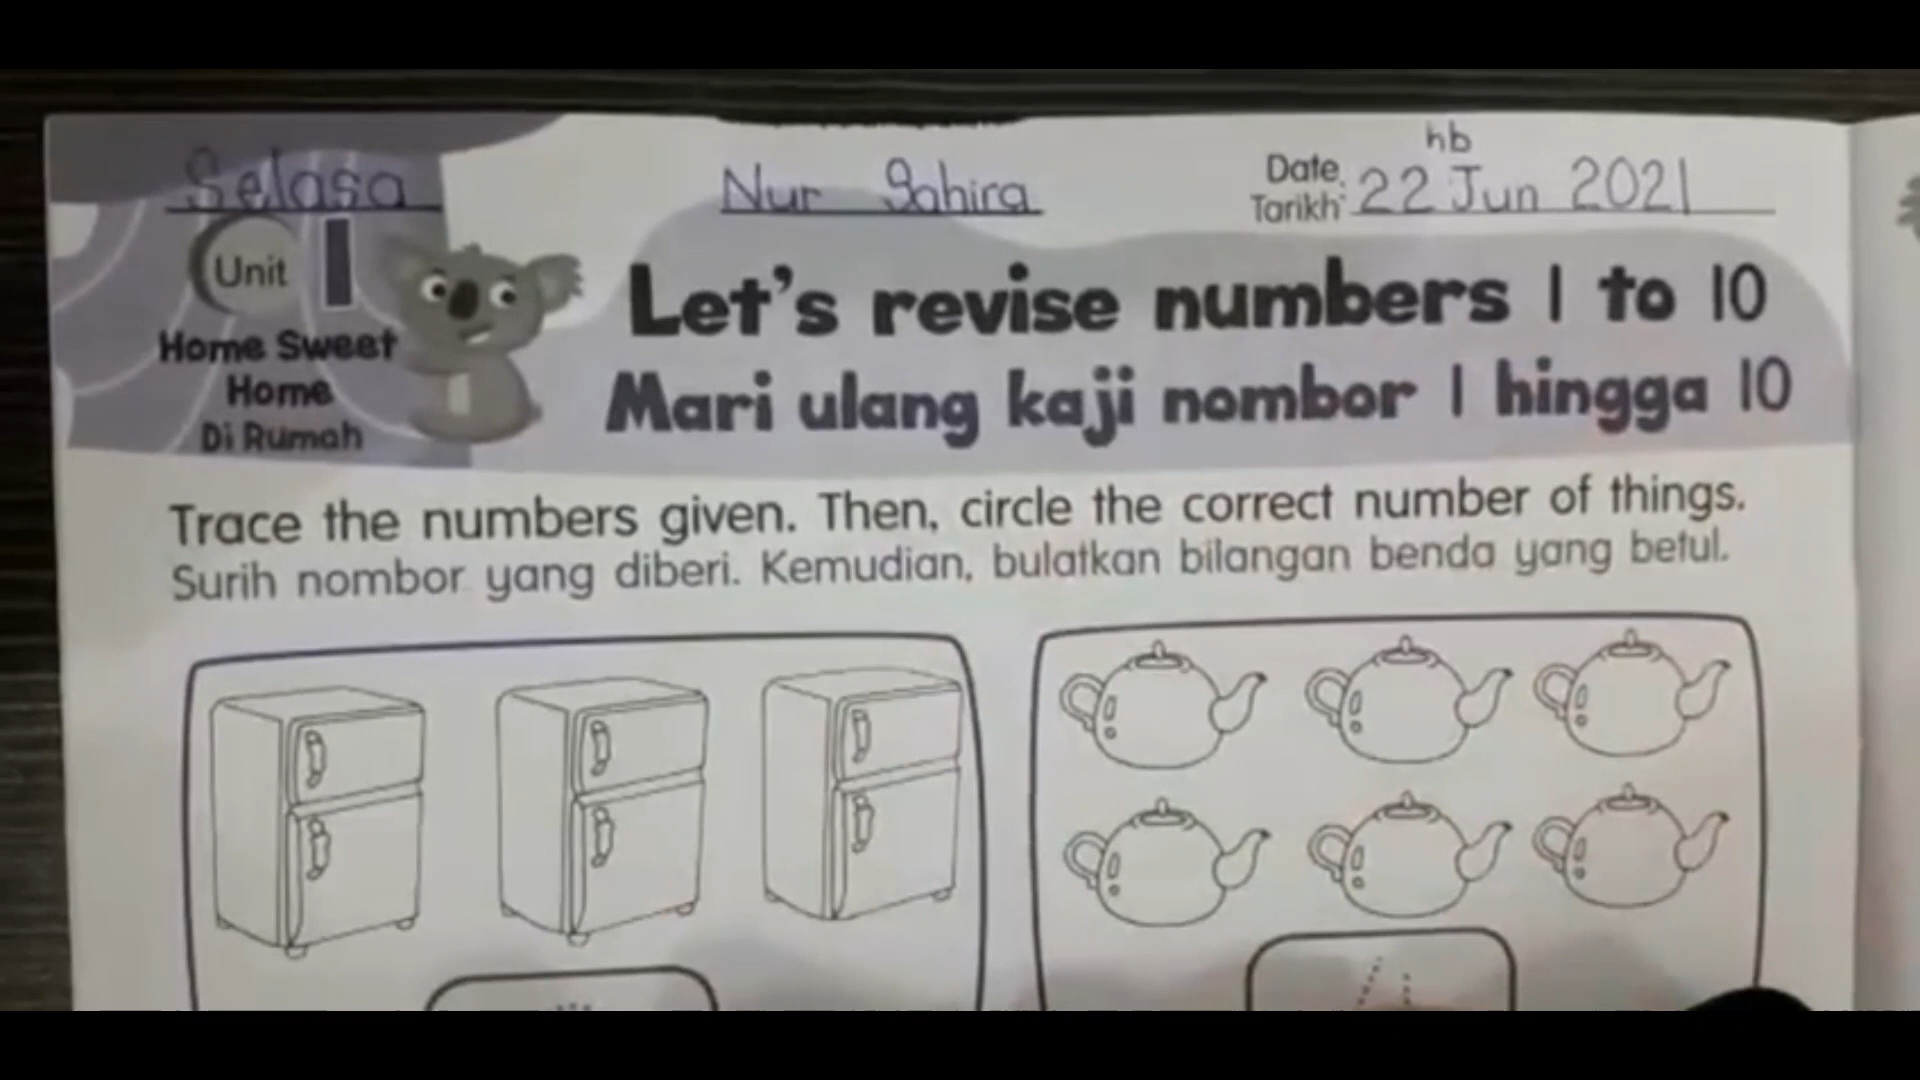 Selasa
Nur Sahira
hb
Date
Tarikh: 22 Jun 2021
Unit 1
Home Sweet
Home
Di Rumah
Let's revise numbers 1 to 10
Mari ulang kaji nombor 1 hingga 10
Trace the numbers given. Then, circle the correct number of things.
Surih nombor yang diberi. Kemudian, bulatkan bilangan benda yang betul.
4